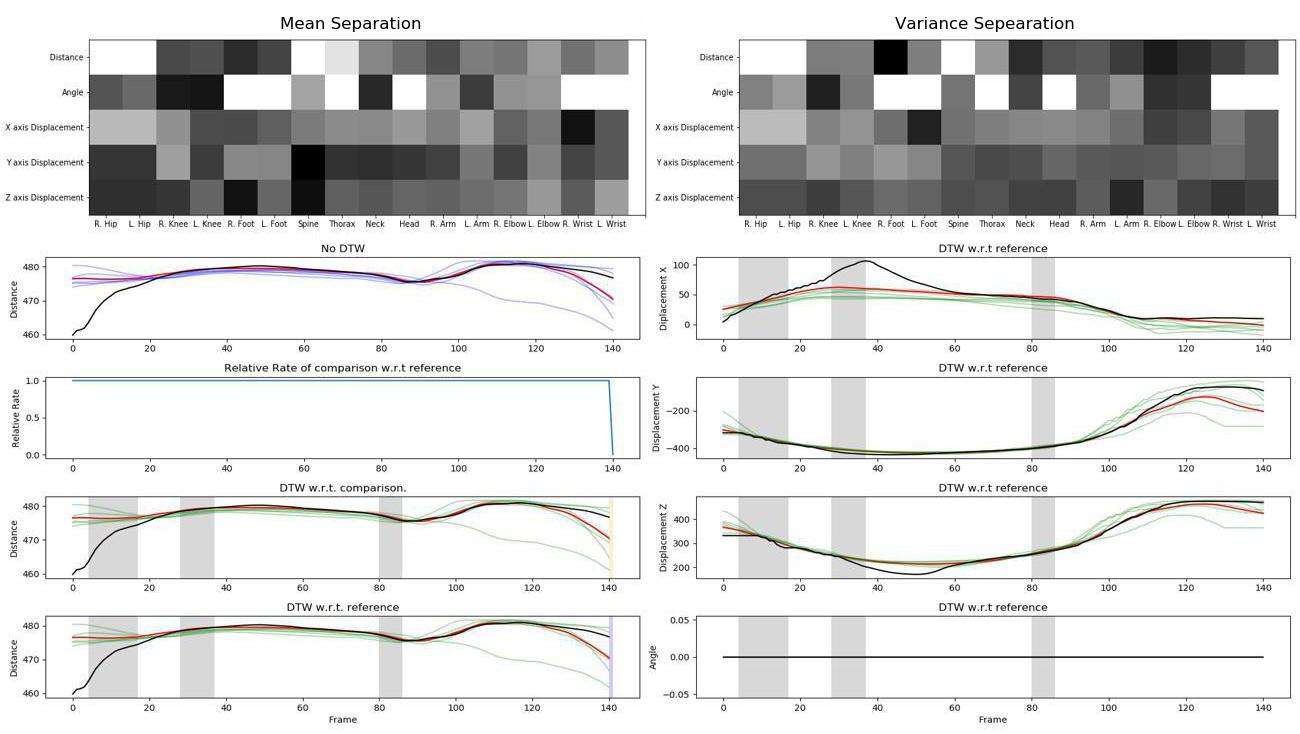 Mean Separation
Distance
Angle
X axis Displacement
Y axis Displacement
Z axis Displacement
R. Hip L. Hip R. Knee L. Knee R. Foot L. Foot Spine Thorax Neck Head R. Arm L. Arm R. Elbow L. Elbow R. Wrist L. Wrist
Variance Sepearation
Distance
Angle
X axis Displacement
Y axis Displacement
Z axis Displacement
R. Hip L. Hip R. Knee L. Knee R. Foot Spine Thorax Neck Head R. Arm L. Arm R. Elbow L. Elbow R. Wrist L. Wrist
No DTW
Distance
480
470
460
0 20 40 60 80 100 120 140
DTW w.r.t reference
Diplacement X
100
50
0
0 20 40 60 80 100 120 140
Relative Rate of comparison w.r.t reference
Relative Rate
1.0
0.5
0.0
0 20 40 60 80 100 120 140
DTW w.r.t reference
Displacement Y
−200
−400
0 20 40 60 80 100 120 140
DTW w.r.t. comparison.
Distance
480
470
460
0 20 40 60 80 100 120 140
DTW w.r.t reference
Displacement Z
400
300
200
0 20 40 60 80 100 120 140
DTW w.r.t. reference
Distance
480
470
460
0 20 40 60 80 100 120 140
Frame
DTW w.r.t reference
Angle
0.05
0.00
−0.05
0 20 40 60 80 100 120 140
Frame